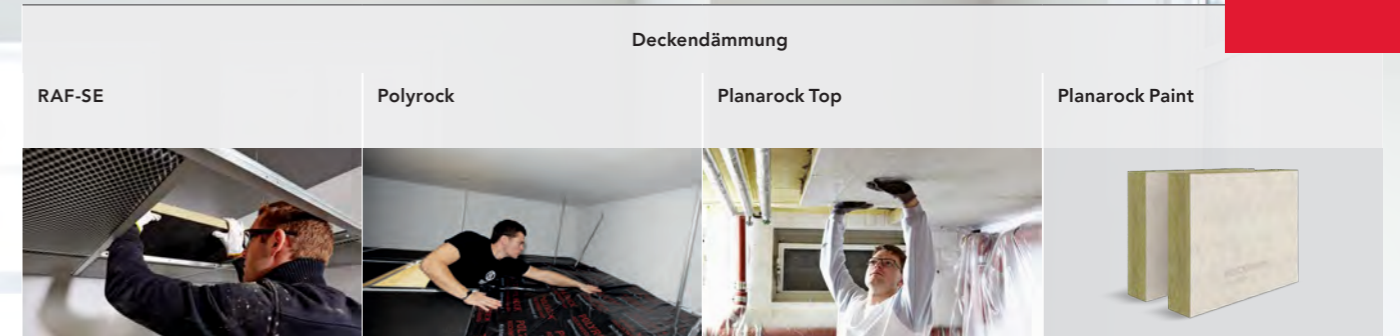 Deckendämmung
RAF-SE
Polyrock
Planarock Top
Planarock Paint